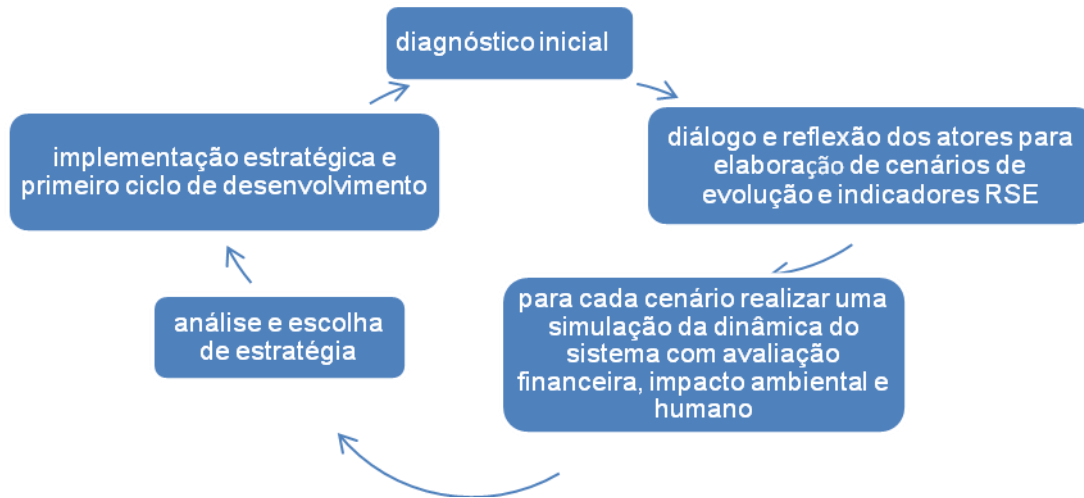 diagnóstico inicial
diálogo e reflexão dos atores para
elaboração de cenários de
evolução e indicadores RSE
para cada cenário realizar uma
simulação da dinâmica do
sistema com avaliação
financeira, impacto ambiental e
humano
análise e escolha
de estratégia
implementação estratégica e
primeiro ciclo de desenvolvimento